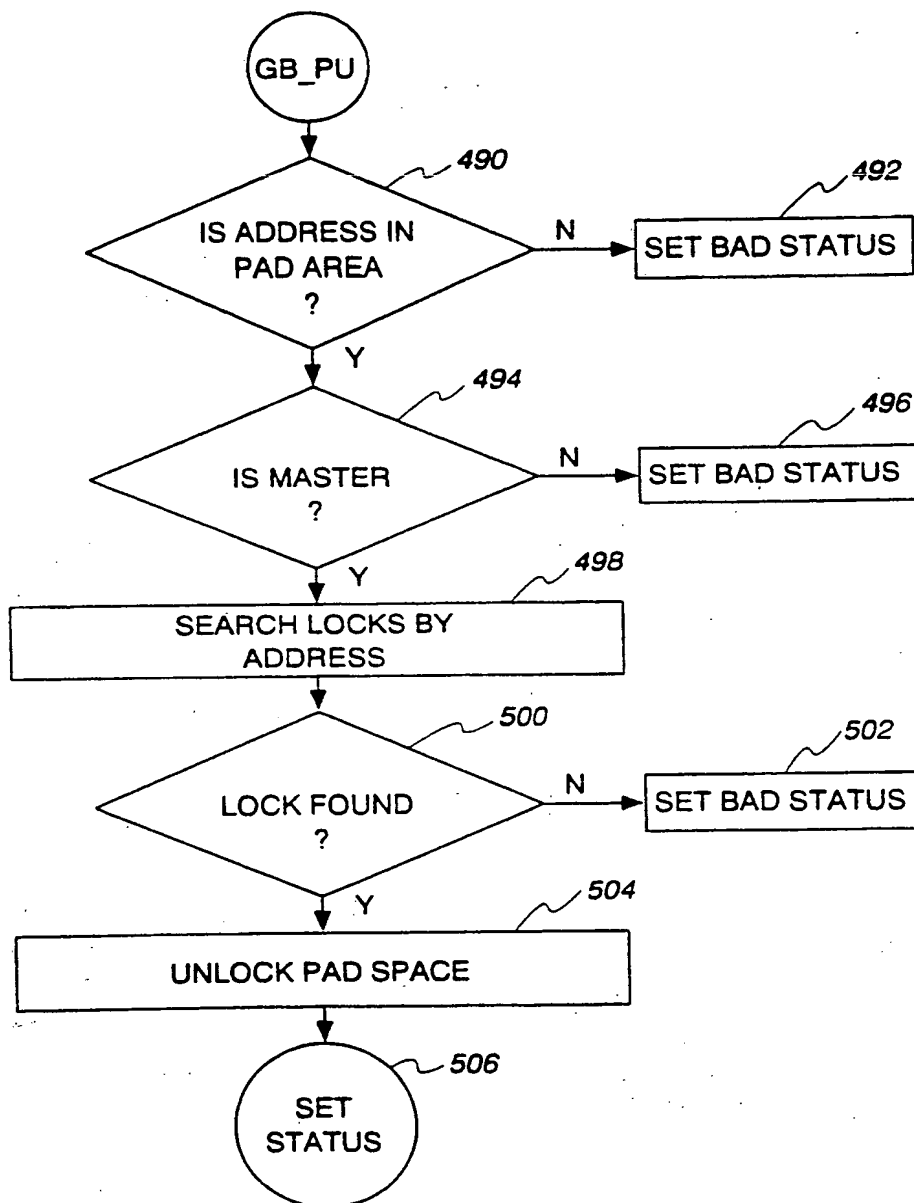 GB_PU
490
492
IS ADDRESS IN
PAD AREA
?
N
SET BAD STATUS
Y
494
496
IS MASTER
?
N
SET BAD STATUS
Y
498
SEARCH LOCKS BY
ADDRESS
500
502
LOCK FOUND
?
N
SET BAD STATUS
Y
504
UNLOCK PAD SPACE
506
SET
STATUS